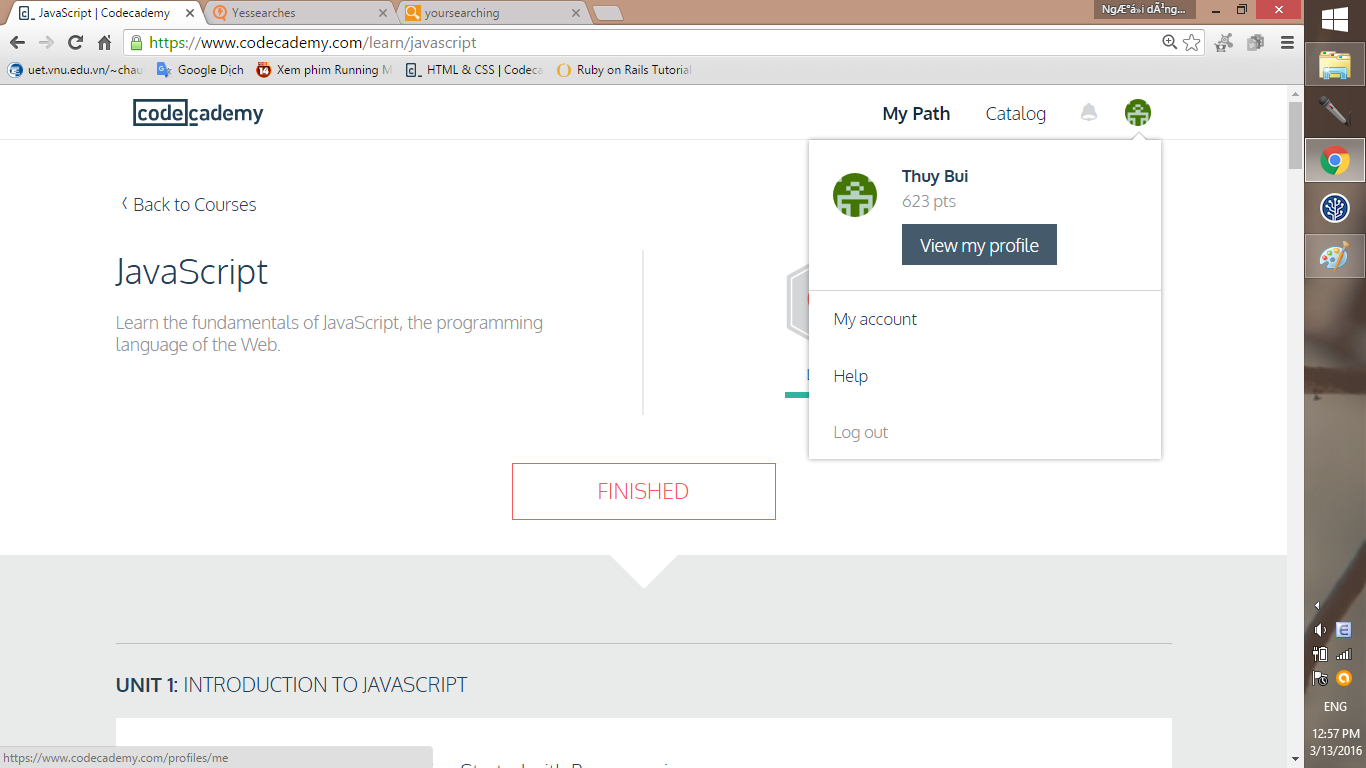 JavaScript | Codecademy
Yessearches
yoursearching
NgÆ°á»i dÃ¹ng...
https://www.codecademy.com/learn/javascript
uet.vnu.edu.vn/~chau
Google Dịch
Xem phim Running M
HTML & CSS | Codeca
Ruby on Rails Tutorial
codecademy
My Path
Catalog
Thuy Bui
623 pts
View my profile
My account
Help
Log out
Back to Courses
JavaScript
Learn the fundamentals of JavaScript, the programming
language of the Web.
FINISHED
UNIT 1: INTRODUCTION TO JAVASCRIPT
https://www.codecademy.com/profiles/me
ENG
12:57 PM
3/13/2016